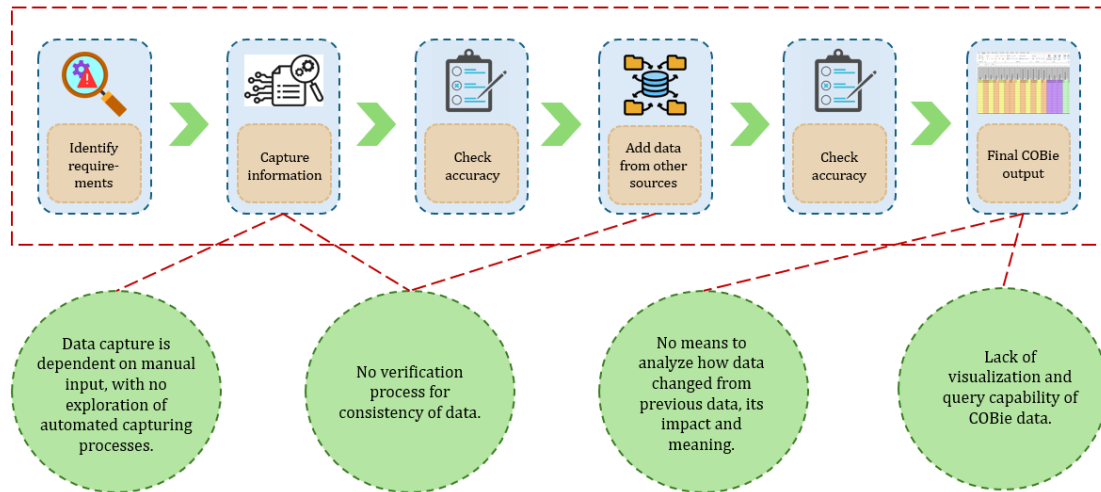 Identify
require-
ments
Capture
information
Check
accuracy
Add data
from other
sources
Check
accuracy
Final COBie
output
Data capture is
dependent on manual
input, with no
exploration of
automated capturing
processes.
No verification
process for
consistency of data.
No means to
analyze how data
changed from
previous data, its
impact and
meaning.
Lack of
visualization and
query capability of
COBie data.